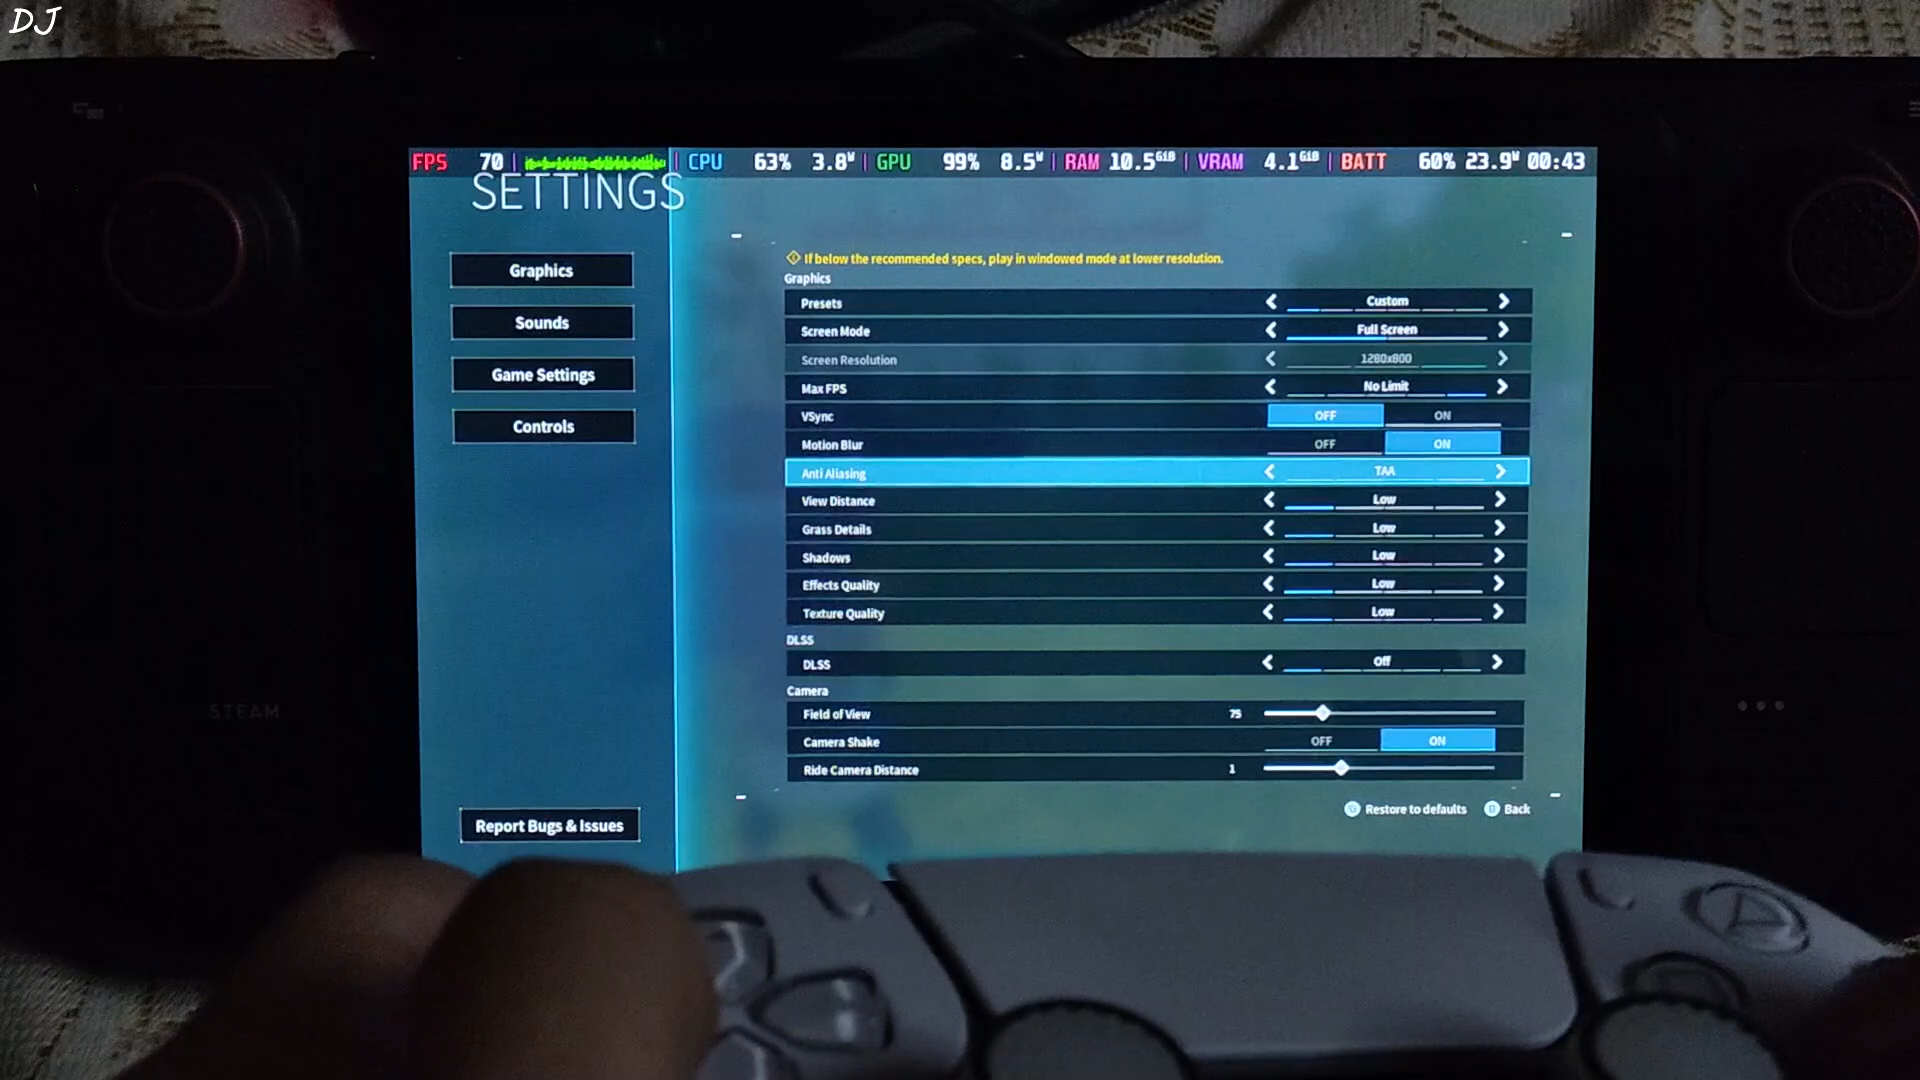 DJ
FPS 70 CPU 63% 3.8W GPU 99% 8.5W RAM 10.5GiB VRAM 4.1GiB BATT 60% 23.9W 00:43
SETTINGS
Graphics
Sounds
Game Settings
Controls
Report Bugs & Issues
If below the recommended specs, play in windowed mode at lower resolution.
Graphics
Presets Custom
Screen Mode Full Screen
Screen Resolution 1280x800
Max FPS No Limit
VSync OFF ON
Motion Blur OFF ON
Anti Aliasing TAA
View Distance Low
Grass Details Low
Shadows Low
Effects Quality Low
Texture Quality Low
DLSS
DLSS Off
Camera
Field of View 75
Camera Shake OFF ON
Ride Camera Distance 1
Restore to defaults Back
STEAM